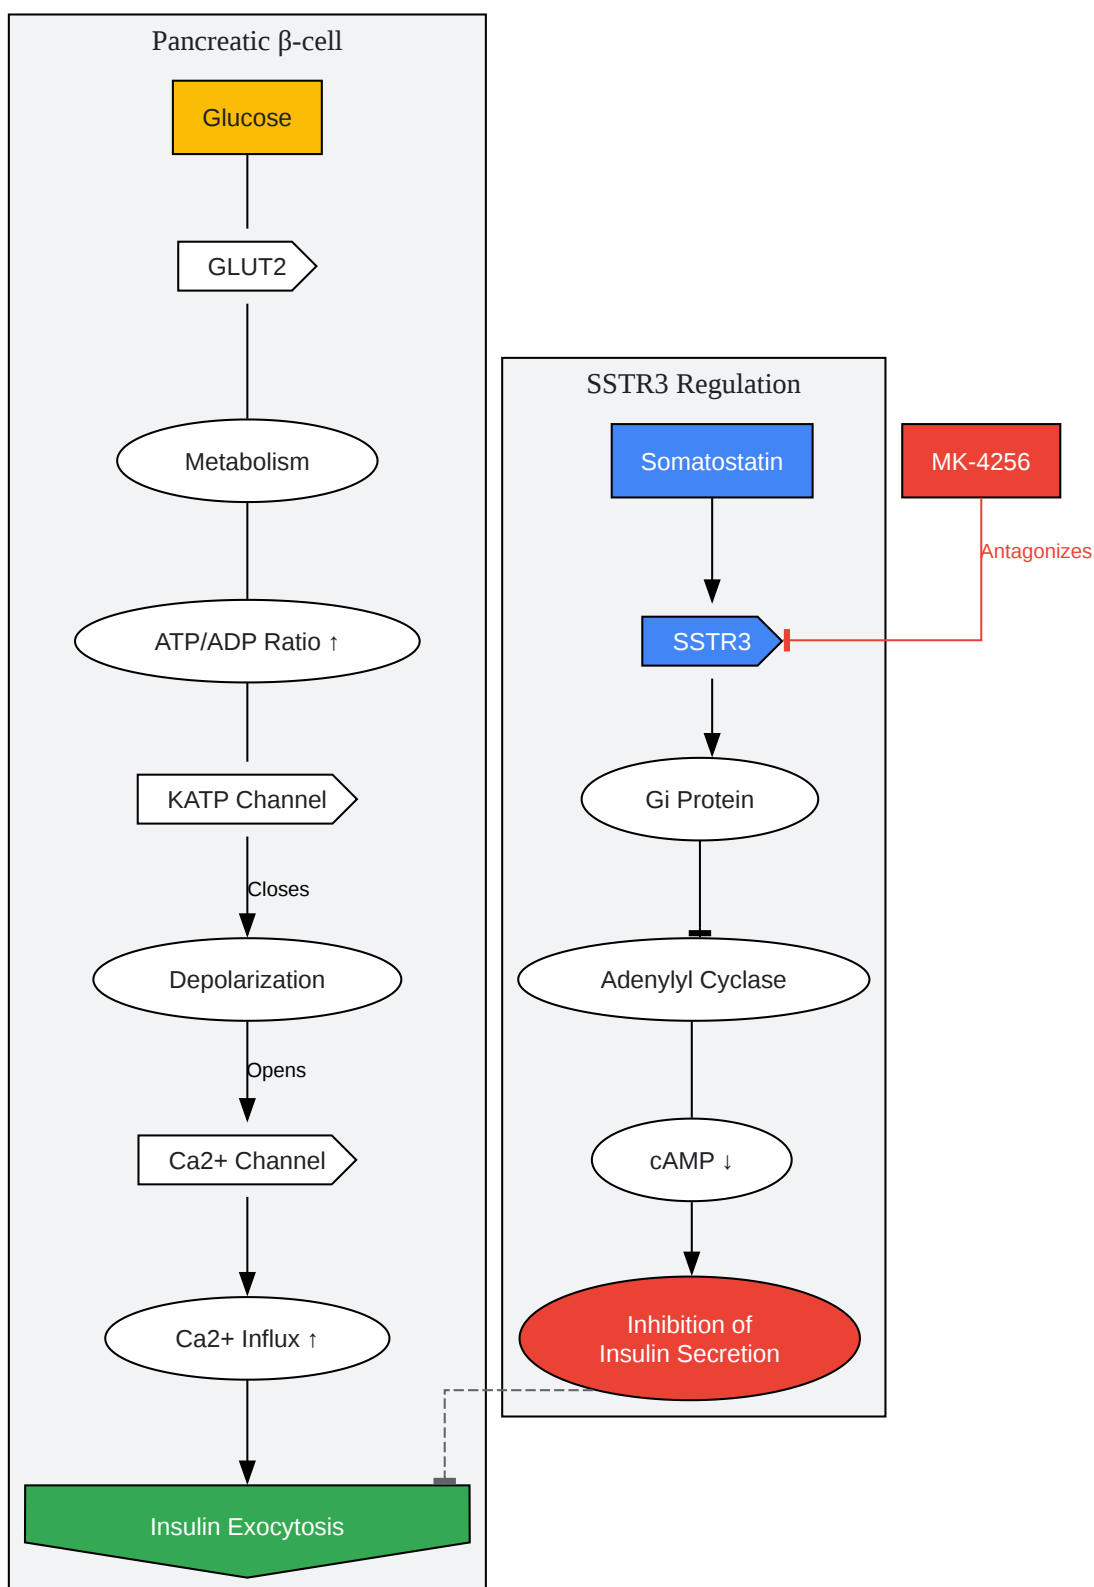 Pancreatic β-cell
Glucose
GLUT2
Metabolism
ATP/ADP Ratio ↑
KATP Channel
Closes
Depolarization
Opens
Ca2+ Channel
Ca2+ Influx ↑
Insulin Exocytosis
SSTR3 Regulation
Somatostatin
SSTR3
Gi Protein
Adenylyl Cyclase
cAMP ↓
Inhibition of
Insulin Secretion
MK-4256
Antagonizes